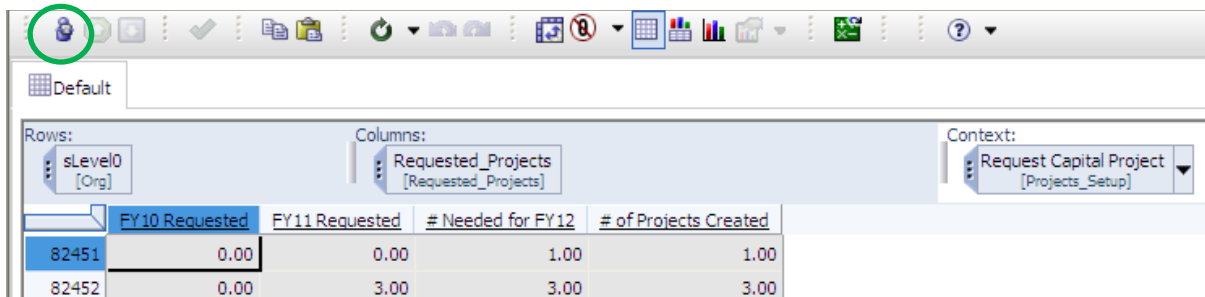 Default
Rows: Columns: Context:
sLevel0 Requested_Projects Request Capital Project
[Org] [Requested_Projects] [Projects_Setup]
FY10 Requested FY11 Requested # Needed for FY12 # of Projects Created
82451 0.00 0.00 1.00 1.00
82452 0.00 3.00 3.00 3.00